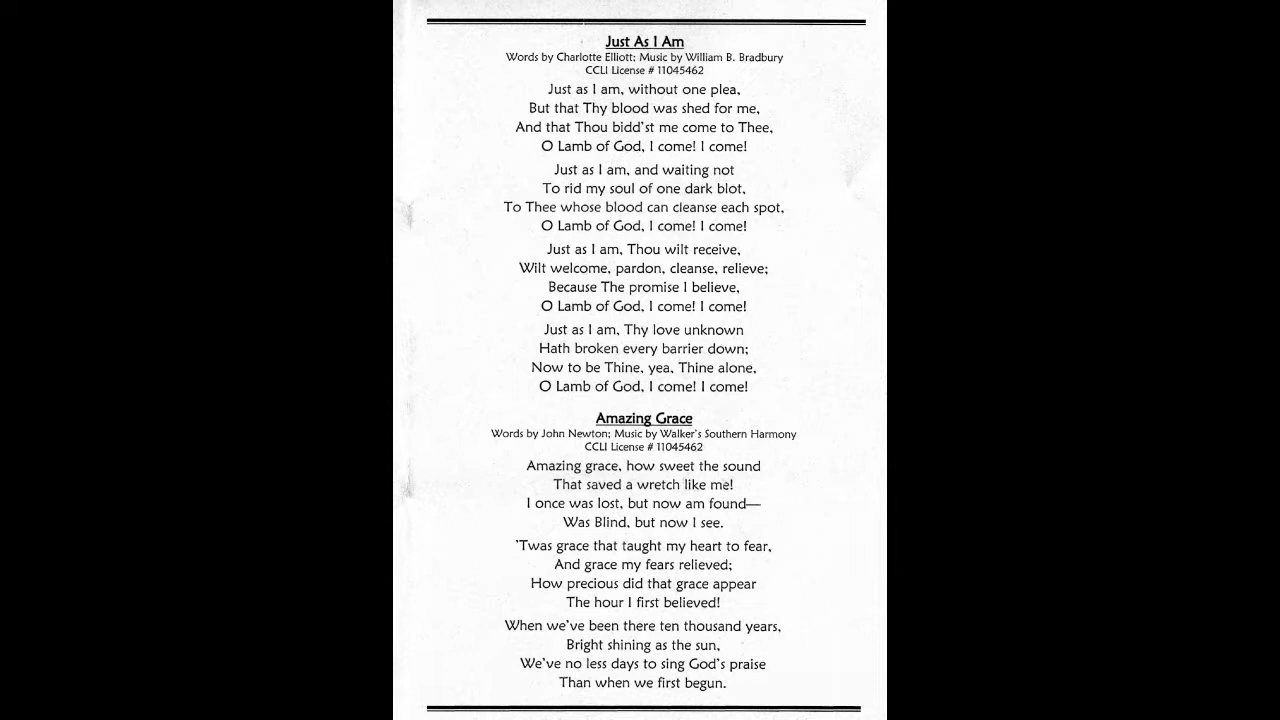 Just As I Am
Words by Charlotte Elliott; Music by William B. Bradbury
CCLI License # 11045462
Just as I am, without one plea,
But that Thy blood was shed for me,
And that Thou bidd'st me come to Thee,
O Lamb of God, I come! I come!
Just as I am, and waiting not
To rid my soul of one dark blot,
To Thee whose blood can cleanse each spot,
O Lamb of God, I come! I come!
Just as I am, Thou wilt receive,
Wilt welcome, pardon, cleanse, relieve;
Because The promise I believe,
O Lamb of God, I come! I come!
Just as I am, Thy love unknown
Hath broken every barrier down;
Now to be Thine, yea, Thine alone,
O Lamb of God, I come! I come!
Amazing Grace
Words by John Newton; Music by Walker's Southern Harmony
CCLI License # 11045462
Amazing grace, how sweet the sound
That saved a wretch like me!
I once was lost, but now am found—
Was Blind, but now I see.
'Twas grace that taught my heart to fear,
And grace my fears relieved;
How precious did that grace appear
The hour I first believed!
When we've been there ten thousand years,
Bright shining as the sun,
We've no less days to sing God's praise
Than when we first begun.